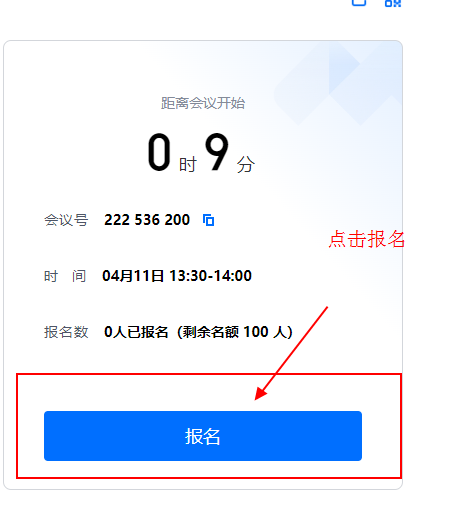 距离会议开始
0 时 9 分
会议号 222 536 200
点击报名
时 间 04月11日 13:30-14:00
报名数 0人已报名（剩余名额 100 人）
报名